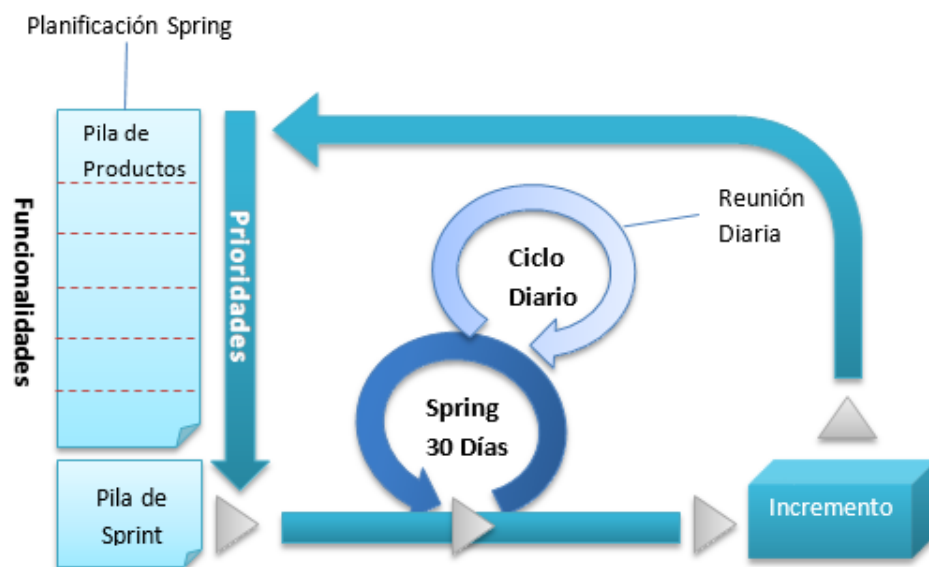 Planificación Spring
Pila de
Productos
Funcionalidades
Prioridades
Reunión
Diaria
Ciclo
Diario
Spring
30 Días
Pila de
Sprint
Incremento